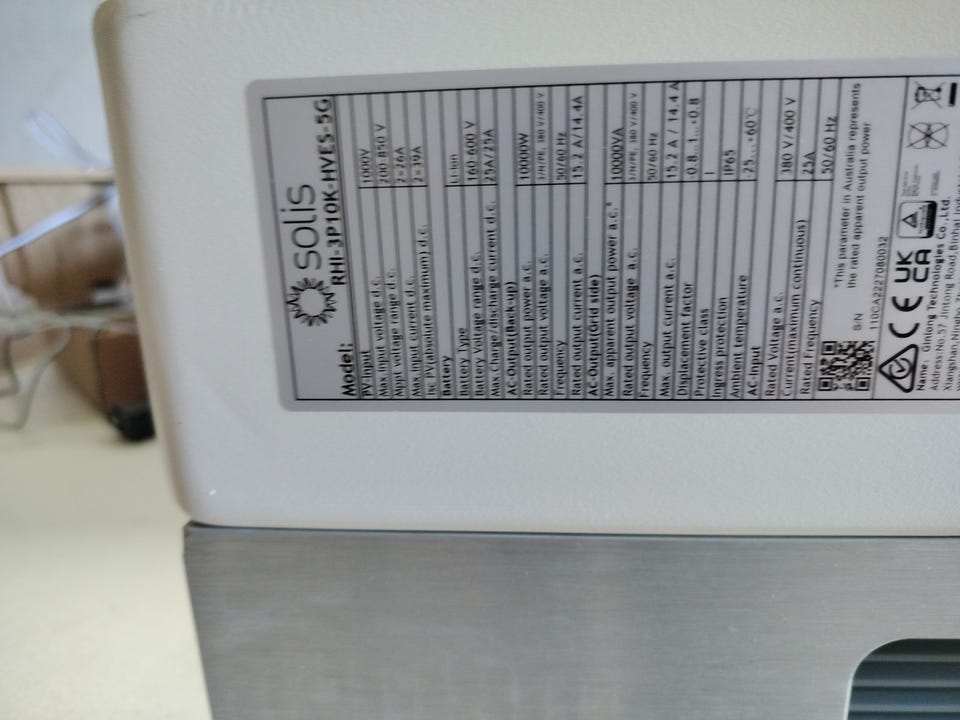 solis
Model: RHI-3P10K-HVES-5G
PV Input
Max.input voltage d.c. 1000V
Mppt voltage range d.c. 200-850 V
Max.input current d.c. 2×26A
Isc PV(absolute maximum) d.c. 2×39A
Battery
Battery Type Li-ion
Battery Voltage range d.c. 160-600 V
Max Charge/discharge current d.c. 25A/25A
AC-Output(Back-up)
Rated output power a.c. 10000W
Rated output voltage a.c. 3/N/PE, 380 V/400 V
Frequency 50/60 Hz
Rated output current a.c. 15.2 A/14.4A
AC-Output(Grid side)
Max. apparent output power a.c.* 10000VA
Rated output voltage a.c. 3/N/PE, 380 V/400 V
Frequency 50/60 Hz
Max. output current a.c. 15.2 A / 14.4 A
Displacement factor -0.8...1...+0.8
Protective class I
Ingress protection IP65
Ambient temperature -25...+60℃
AC-Input
Rated Voltage a.c. 380 V/400 V
Current(maximum continuous) 25A
Rated Frequency 50/60 Hz
*This parameter in Australia represents
the rated apparent output power
S/N
110CA2227080032
CE UK
CA
Name: Ginlong Technologies Co.,Ltd.
Address:No.57 Jintong Road,Binhai
Xiangshan,Ningbo